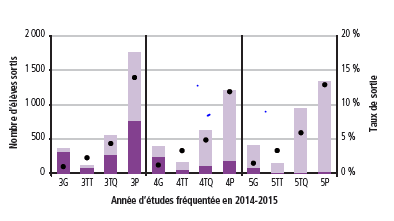 Nombre d'élèves sortis
2 000
1 500
1 000
500
0
20 %
15 %
10 %
5 %
0 %
Taux de sortie
3G 3TT 3TQ 3P 4G 4TT 4TQ 4P 5G 5TT 5TQ 5P
Année d'études fréquentée en 2014-2015